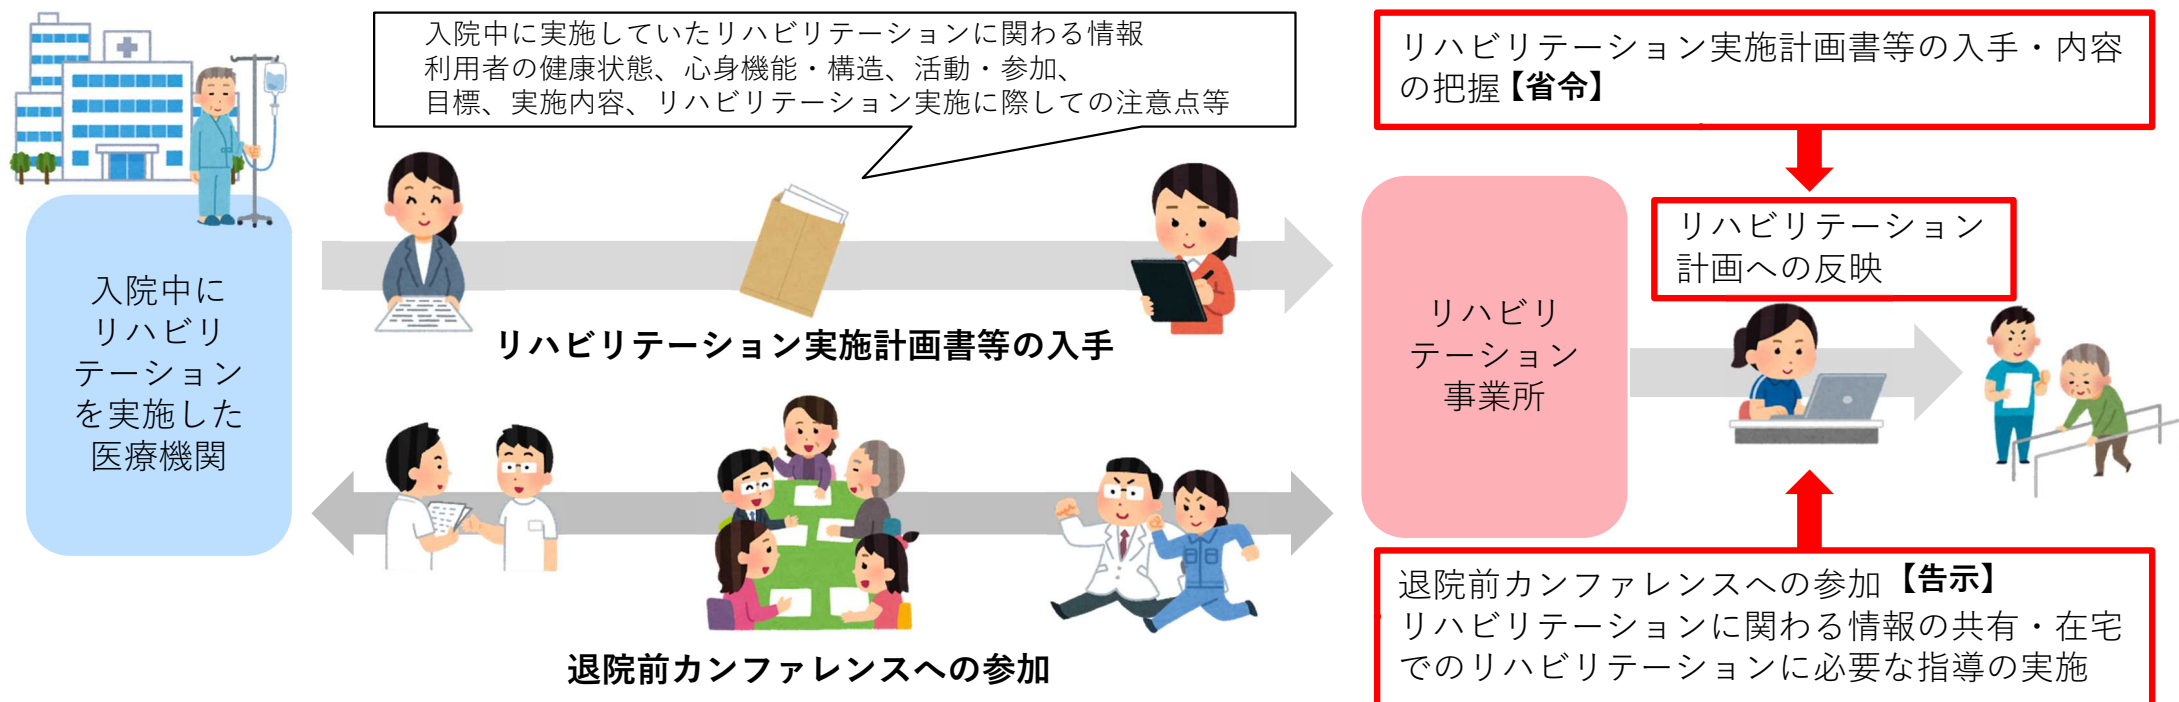 入院中に実施していたリハビリテーションに関わる情報
利用者の健康状態、心身機能・構造、活動・参加、
目標、実施内容、リハビリテーション実施に際しての注意点等
リハビリテーション実施計画書等の入手・内容
の把握【省令】
入院中に
リハビリ
テーション
を実施した
医療機関
リハビリテーション実施計画書等の入手
リハビリ
テーション
事業所
リハビリテーション
計画への反映
退院前カンファレンスへの参加
退院前カンファレンスへの参加【告示】
リハビリテーションに関わる情報の共有・在宅
でのリハビリテーションに必要な指導の実施